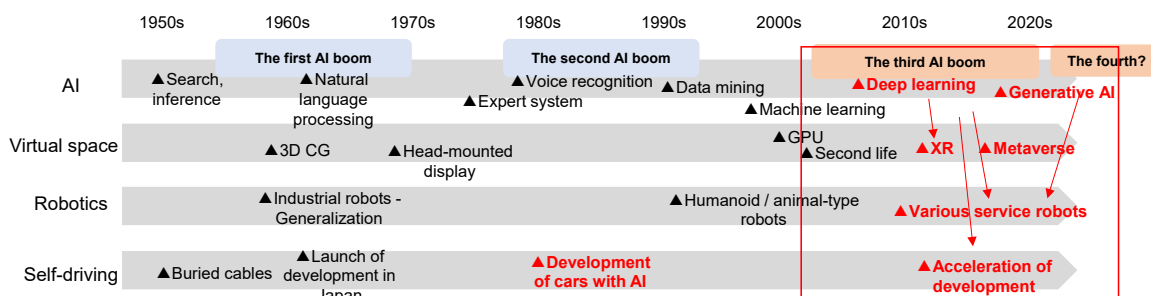 1950s 1960s 1970s 1980s 1990s 2000s 2010s 2020s
The first AI boom
The second AI boom
The third AI boom
The fourth?
AI
▲Search,
inference
▲Natural
language
processing
▲Voice recognition
▲Expert system
▲Data mining
▲Machine learning
▲Deep learning
▲Generative AI
Virtual space
▲3D CG
▲Head-mounted
display
▲GPU
▲Second life
▲XR
▲Metaverse
Robotics
▲Industrial robots -
Generalization
▲Humanoid / animal-type
robots
▲Various service robots
Self-driving
▲Buried cables
▲Launch of
development in
Japan
▲Development
of cars with AI
▲Acceleration of
development